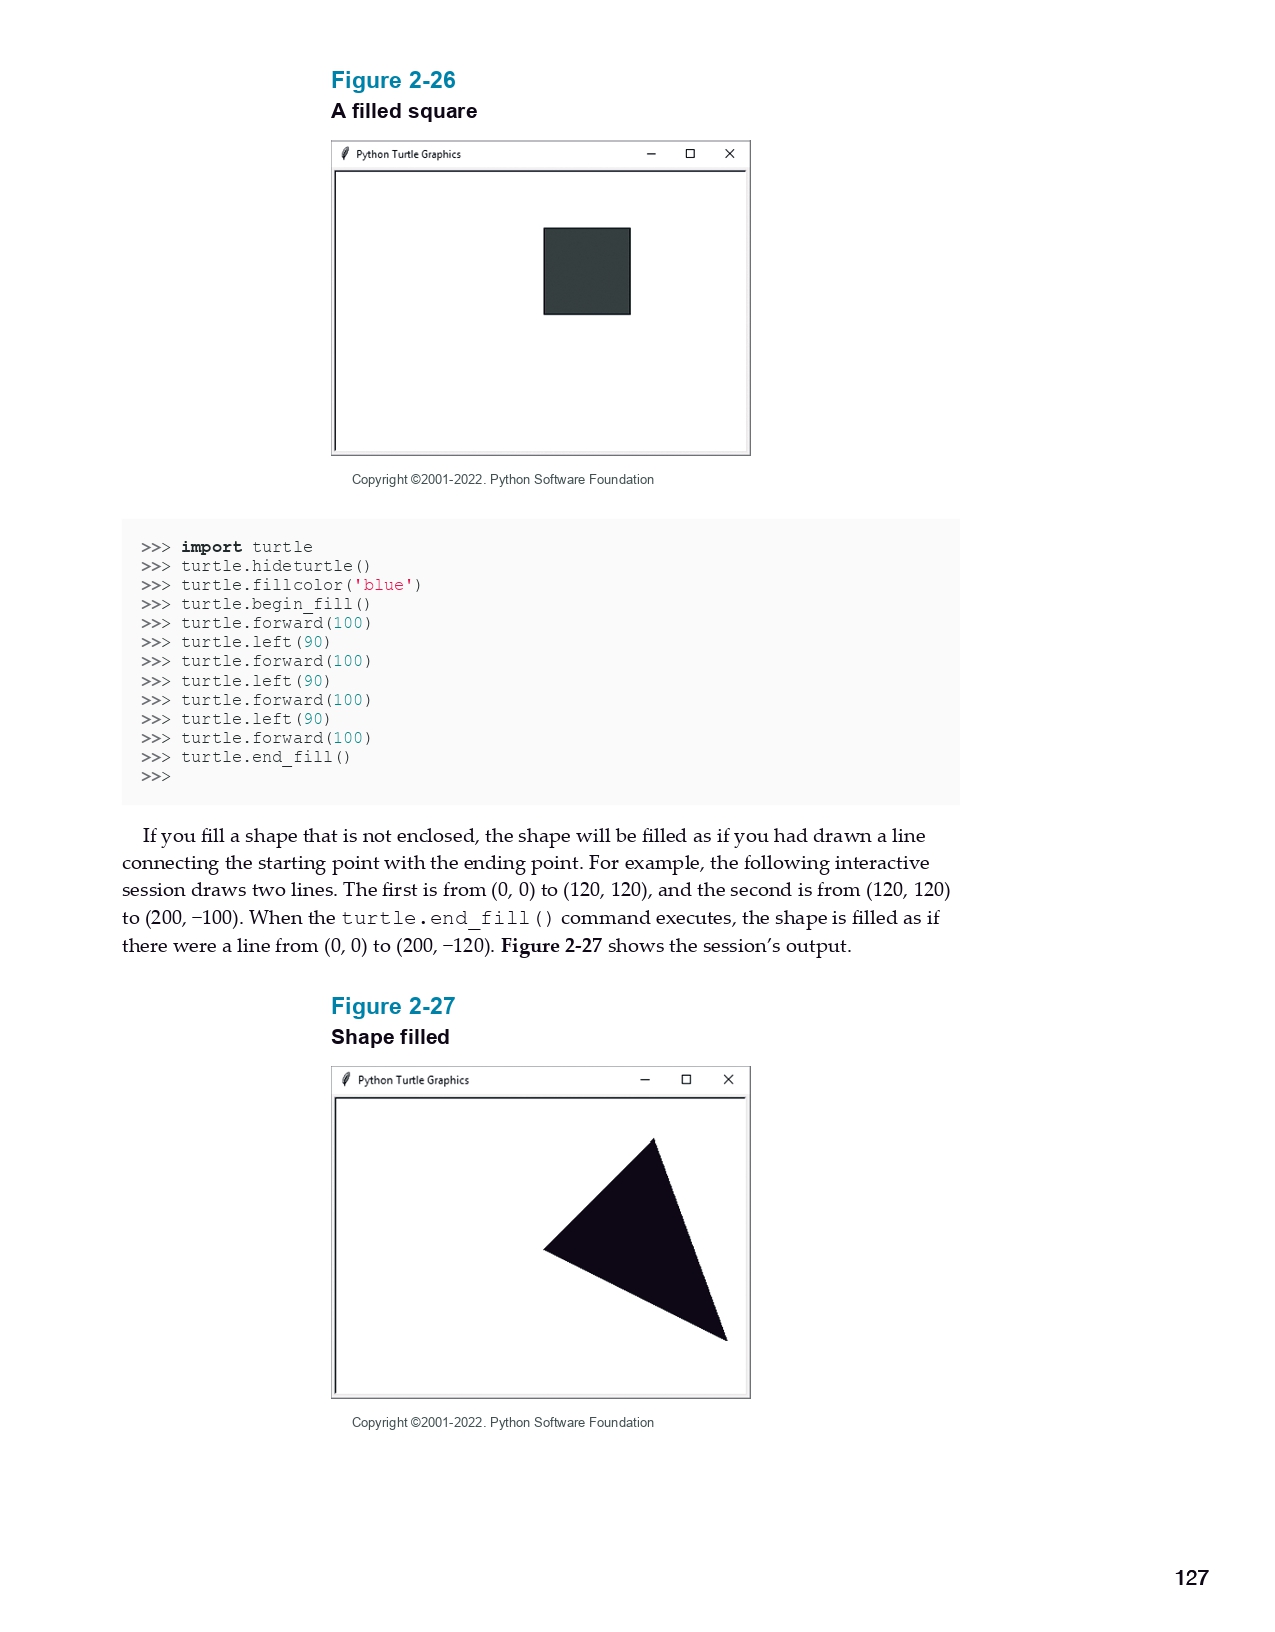 Figure 2-26
A filled square
Python Turtle Graphics
Copyright ©2001-2022. Python Software Foundation
>>> import turtle
>>> turtle.hideturtle()
>>> turtle.fillcolor('blue')
>>> turtle.begin_fill()
>>> turtle.forward(100)
>>> turtle.left(90)
>>> turtle.forward(100)
>>> turtle.left(90)
>>> turtle.forward(100)
>>> turtle.left(90)
>>> turtle.forward(100)
>>> turtle.end_fill()
>>>
If you fill a shape that is not enclosed, the shape will be filled as if you had drawn a line
connecting the starting point with the ending point. For example, the following interactive
session draws two lines. The first is from (0, 0) to (120, 120), and the second is from (120, 120)
to (200, −100). When the turtle.end_fill() command executes, the shape is filled as if
there were a line from (0, 0) to (200, −120). Figure 2-27 shows the session’s output.
Figure 2-27
Shape filled
Python Turtle Graphics
Copyright ©2001-2022. Python Software Foundation
127